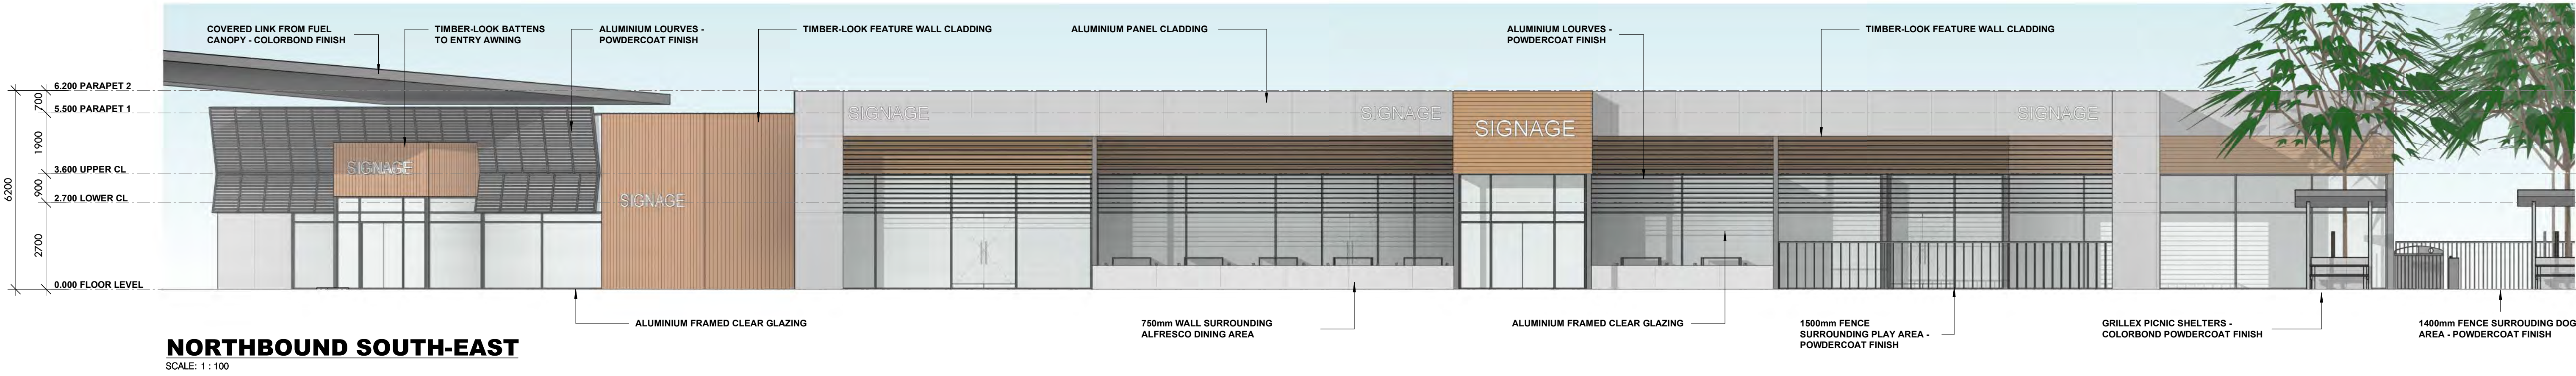 COVERED LINK FROM FUEL
CANOPY - COLORBOND FINISH
TIMBER-LOOK BATTENS
TO ENTRY AWNING
ALUMINIUM LOURVES -
POWDERCOAT FINISH
TIMBER-LOOK FEATURE WALL CLADDING
ALUMINIUM PANEL CLADDING
ALUMINIUM LOURVES -
POWDERCOAT FINISH
TIMBER-LOOK FEATURE WALL CLADDING
6.200 PARAPET 2
5.500 PARAPET 1
3.600 UPPER CL
2.700 LOWER CL
0.000 FLOOR LEVEL
700
1900
900
2700
6200
SIGNAGE
SIGNAGE
SIGNAGE
SIGNAGE
SIGNAGE
SIGNAGE
ALUMINIUM FRAMED CLEAR GLAZING
750mm WALL SURROUNDING
ALFRESCO DINING AREA
ALUMINIUM FRAMED CLEAR GLAZING
1500mm FENCE
SURROUNDING PLAY AREA -
POWDERCOAT FINISH
GRILLEX PICNIC SHELTERS -
COLORBOND POWDERCOAT FINISH
1400mm FENCE SURROUDING DOG
AREA - POWDERCOAT FINISH
NORTHBOUND SOUTH-EAST
SCALE: 1 : 100